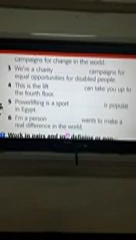 campaigns for change in the world.
3 We're a charity campaigns for
equal opportunities for disabled people.
4 This is the lift can take you up to
the fourth floor.
5 Powerlifting is a sport is popular
in Egypt.
6 I'm a person wants to make a
real difference in the world.
Work in pairs and defining or